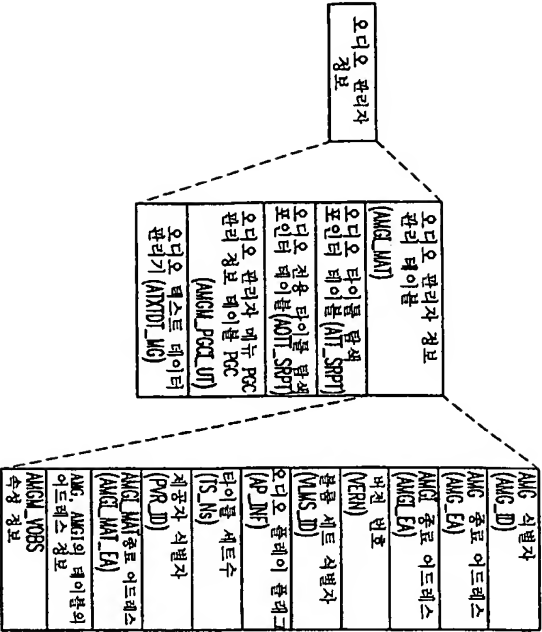 오디오 관리자
정보
오디오 관리자 정보
관리 테이블
(AMGI_MAT)
오디오 타이틀 탐색
포인터 테이블(ATT_SRPT)
오디오 전용 타이틀 탐색
포인터 테이블(AOTT_SRPT)
오디오 관리자 메뉴 PGC
관리 정보 테이블 PGC
(AMGM_PGCI_UT)
오디오 텍스트 데이터
관리기 (ATXTDT_MG)
AMG 식별자
(AMG_ID)
AMG 종료 어드레스
(AMG_EA)
AMGI 종료 어드레스
(AMGI_EA)
버전 번호
(VERN)
볼륨 세트 식별자
(VLMS_ID)
오디오 플레이 플래그
(AP_INF)
타이틀 세트수
(TS_Ns)
제공자 식별자
(PVR_ID)
AMGI_MAT종료 어드레스
(AMGI_MAT_EA)
AMG, AMGI의 테이블의
어드레스 정보
AMGM_VOBS
속성 정보